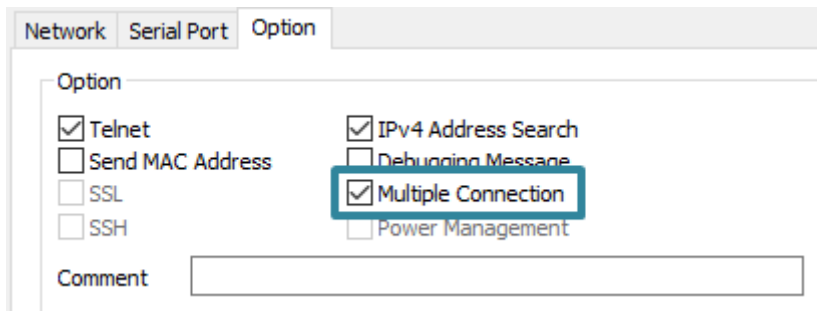 Network Serial Port Option
Option
Telnet IPv4 Address Search
Send MAC Address Debugging Message
SSL Multiple Connection
SSH Power Management
Comment